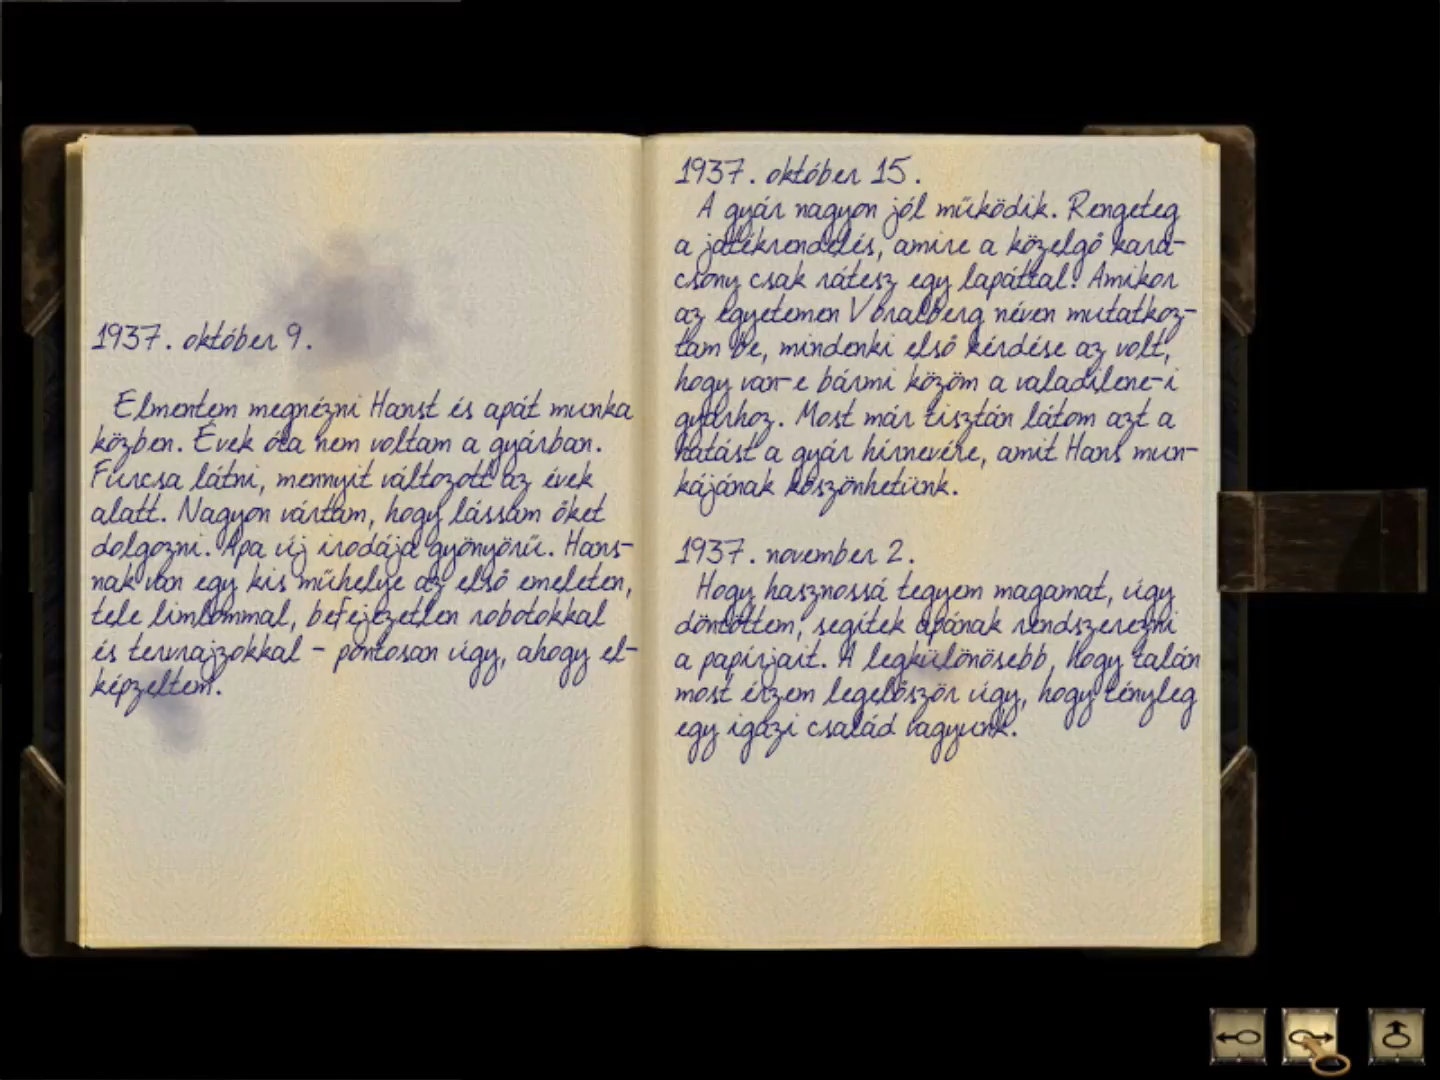 1937. október 9.
Elmentem megnézni Hanst és apát munka
közben. Évek óta nem voltam a gyárban.
Furcsa látni, mennyit változott az évek
alatt. Nagyon vártam, hogy lássam őket
dolgozni. Apa új irodája gyönyörű. Hans-
nak van egy kis műhelye az első emeleten,
tele limlommal, befejezetlen robotokkal
és tervrajzokkal - pontosan úgy, ahogy el-
képzeltem.
1937. október 15.
A gyár nagyon jól működik. Rengeteg
a játékrendelés, amire a közelgő kará-
csony csak rátesz egy lapáttal. Amikor
az egyetemen Voralberg néven mutatkoz-
tam be, mindenki első kérdése az volt,
hogy van-e bármi közöm a valadilene-i
gyárhoz. Most már tisztán látom azt a
hatást a gyár hírnevére, amit Hans mun-
kájának köszönhetünk.
1937. november 2.
Hogy hasznossá tegyem magamat, úgy
döntöttem, segítek apának rendszerezni
a papírjait. A legkülönösebb, hogy talán
most érzem legelőször úgy, hogy tényleg
egy igazi család vagyunk.